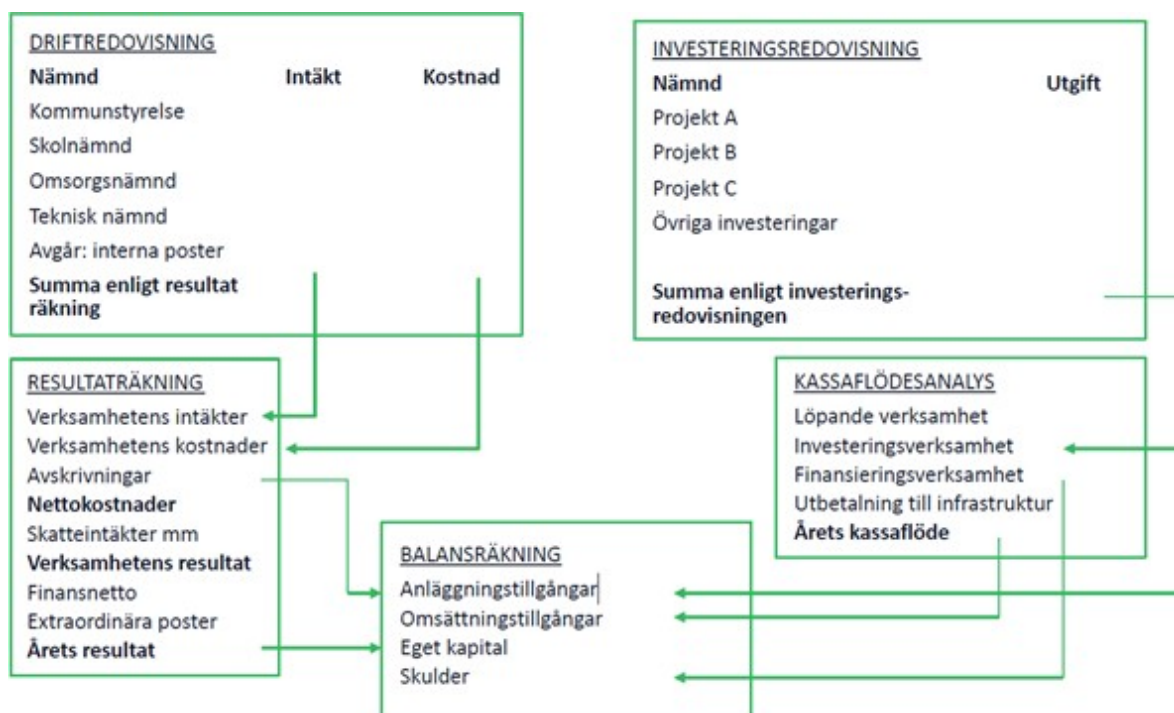 DRIFTREDOVISNING
Nämnd Intäkt Kostnad
Kommunstyrelse
Skolnämnd
Omsorgsnämnd
Teknisk nämnd
Avgår: interna poster
Summa enligt resultat
räkning
INVESTERINGSREDOVISNING
Nämnd Utgift
Projekt A
Projekt B
Projekt C
Övriga investeringar
Summa enligt investerings-
redovisningen
RESULTATRÄKNING
Verksamhetens intäkter
Verksamhetens kostnader
Avskrivningar
Nettokostnader
Skatteintäkter mm
Verksamhetens resultat
Finansnetto
Extraordinära poster
Årets resultat
KASSAFLÖDESANALYS
Löpande verksamhet
Investeringsverksamhet
Finansieringsverksamhet
Utbetalning till infrastruktur
Årets kassaflöde
BALANSRÄKNING
Anläggningstillgångar
Omsättningstillgångar
Eget kapital
Skulder